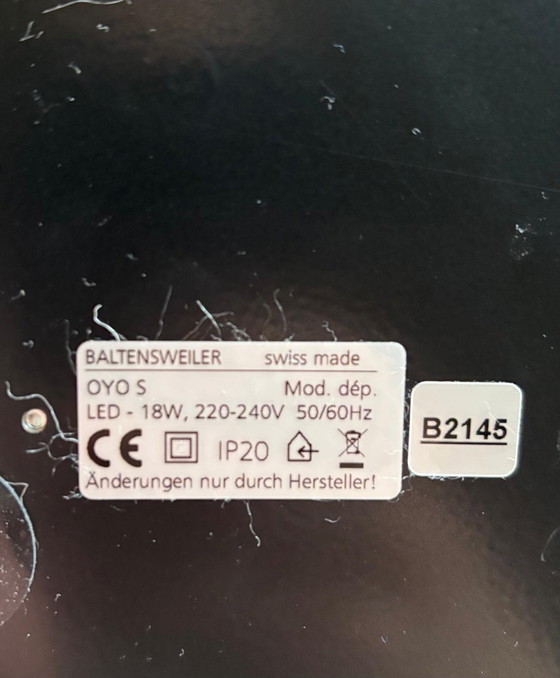 BALTENSWEILER swiss made
OYO S Mod. dép.
LED - 18W, 220-240V 50/60Hz
CE IP20
Änderungen nur durch Hersteller!
B2145